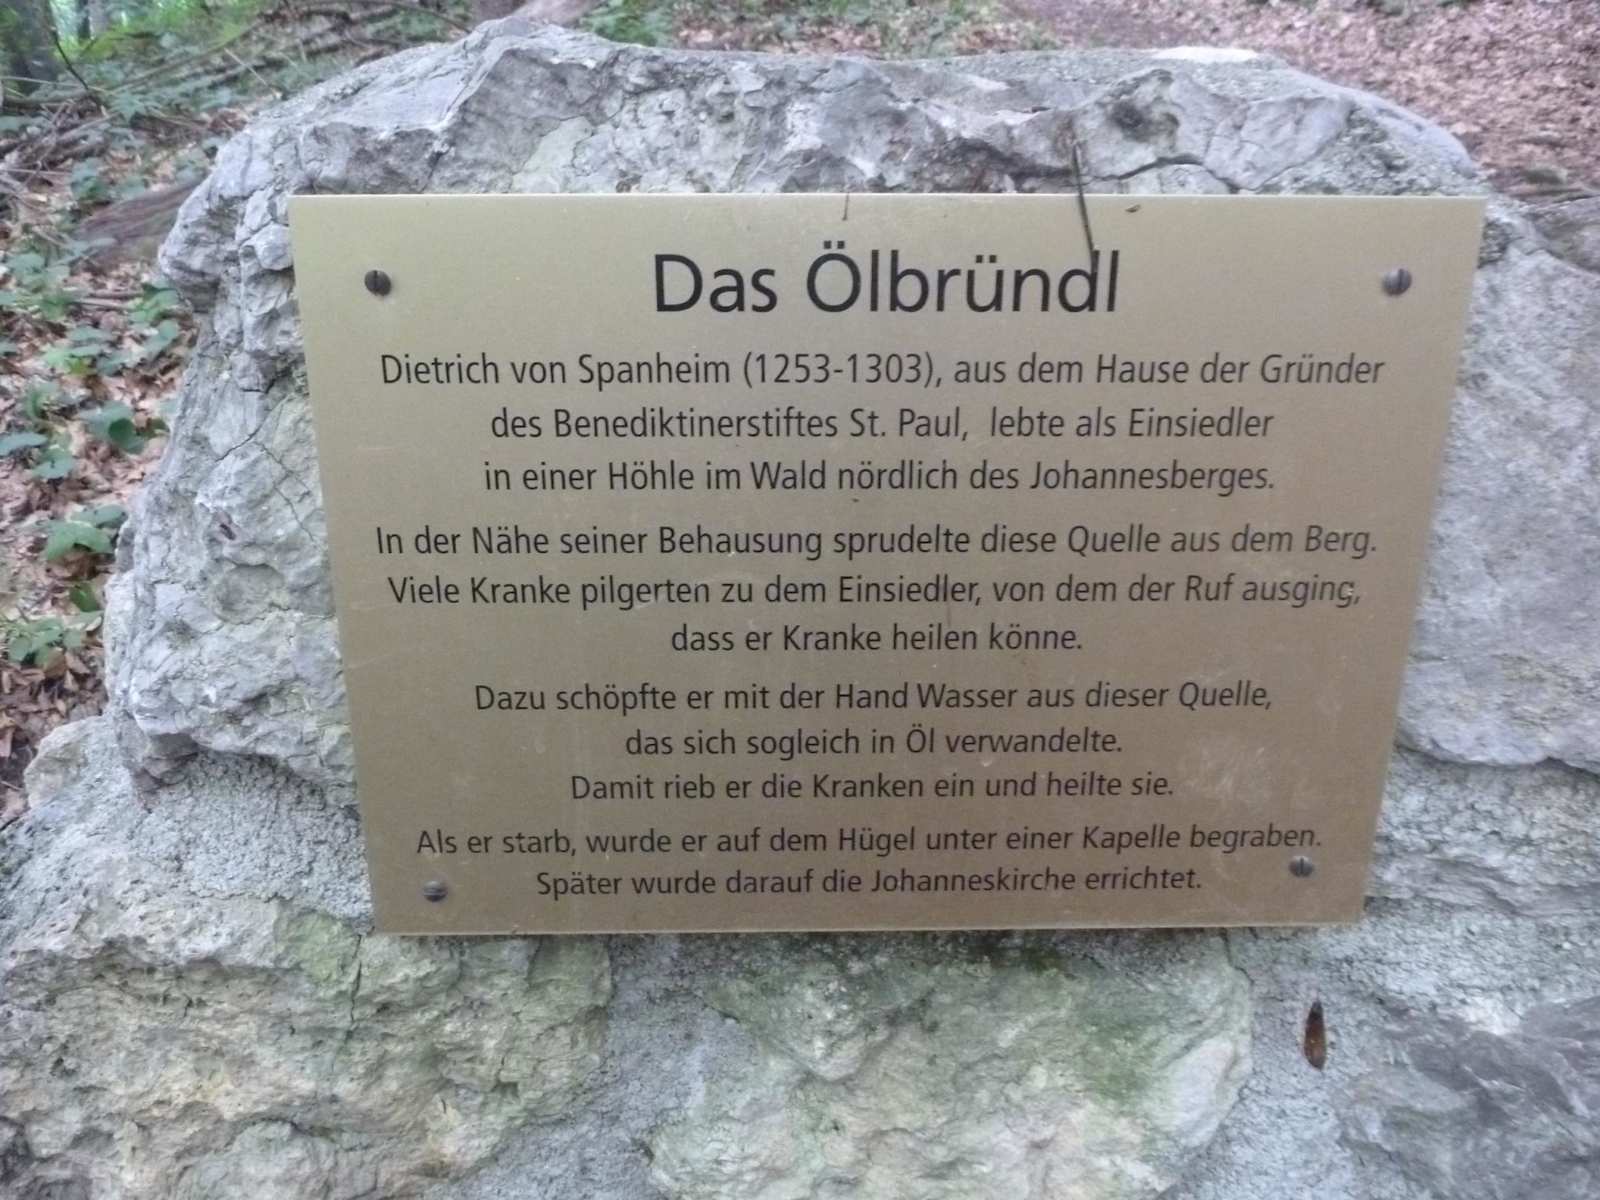 Das Ölbründl
Dietrich von Spanheim (1253-1303), aus dem Hause der Gründer
des Benediktinerstiftes St. Paul, lebte als Einsiedler
in einer Höhle im Wald nördlich des Johannesberges.
In der Nähe seiner Behausung sprudelte diese Quelle aus dem Berg.
Viele Kranke pilgerten zu dem Einsiedler, von dem der Ruf ausging,
dass er Kranke heilen könne.
Dazu schöpfte er mit der Hand Wasser aus dieser Quelle,
das sich sogleich in Öl verwandelte.
Damit rieb er die Kranken ein und heilte sie.
Als er starb, wurde er auf dem Hügel unter einer Kapelle begraben.
Später wurde darauf die Johanneskirche errichtet.